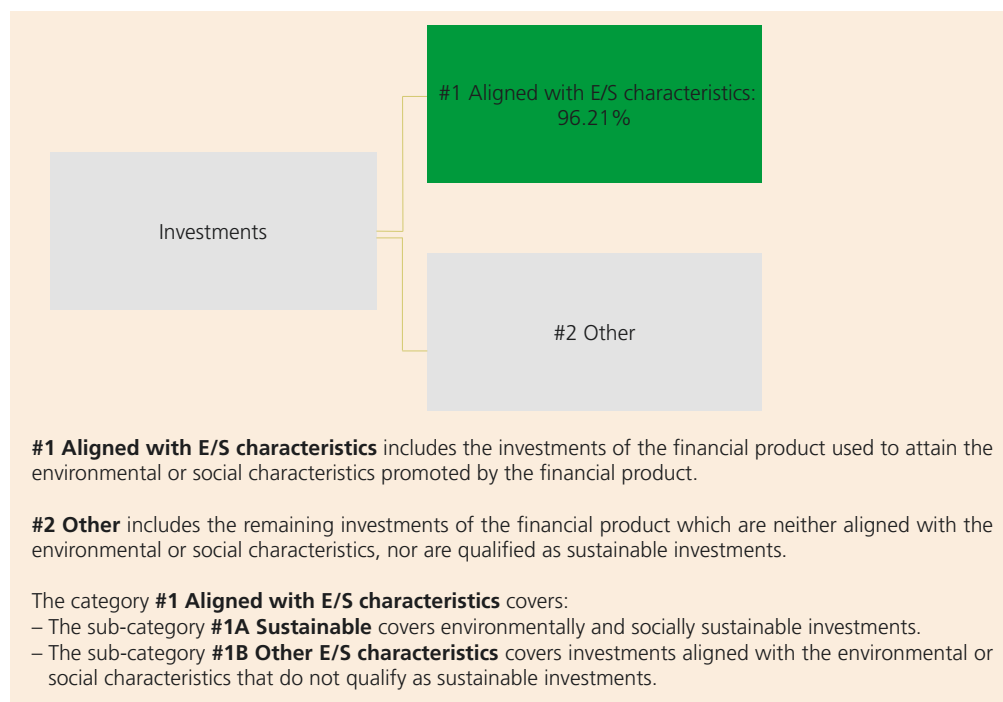 #1 Aligned with E/S characteristics:
96.21%
Investments
#2 Other
#1 Aligned with E/S characteristics includes the investments of the financial product used to attain the
environmental or social characteristics promoted by the financial product.
#2 Other includes the remaining investments of the financial product which are neither aligned with the
environmental or social characteristics, nor are qualified as sustainable investments.
The category #1 Aligned with E/S characteristics covers:
– The sub-category #1A Sustainable covers environmentally and socially sustainable investments.
– The sub-category #1B Other E/S characteristics covers investments aligned with the environmental or
social characteristics that do not qualify as sustainable investments.